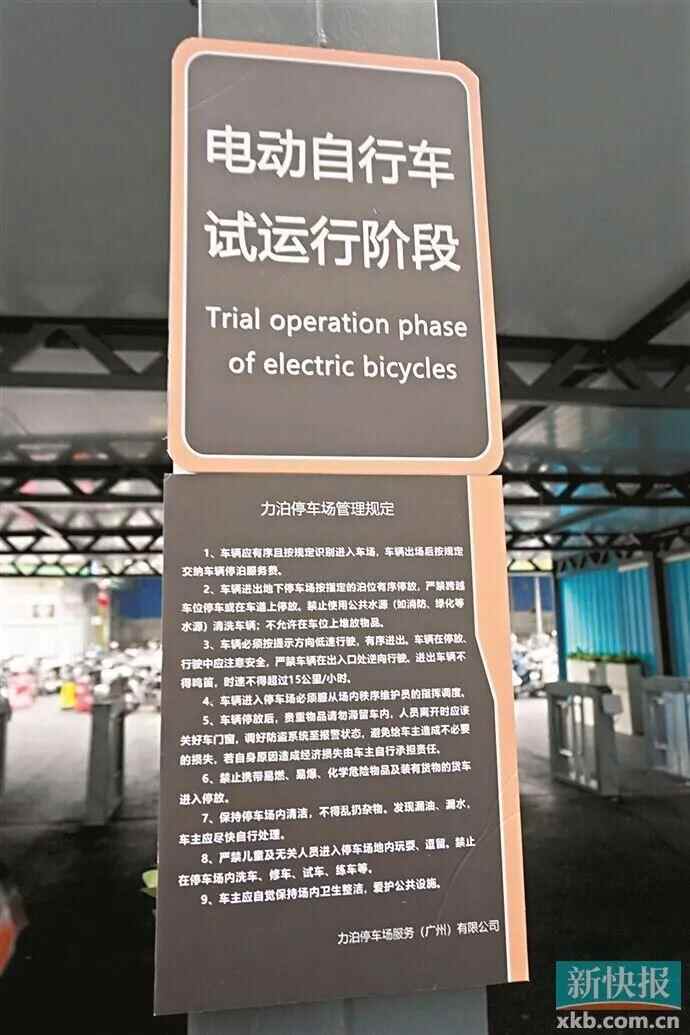 电动自行车
试运行阶段
Trial operation phase
of electric bicycles
力泊停车场管理规定
1、车辆应有序且按规定识别进入车场，车辆出场后按规定
交纳车辆停泊服务费。
2、车辆进出地下停车场按指定的泊位有序停放，严禁跨越
车位停车或在车道上停放。禁止使用公共水源（如消防、绿化等
水源）清洗车辆；不允许在车位上堆放物品。
3、车辆必须按提示方向低速行驶，有序进出。车辆在停放、
行驶中应注意安全，严禁车辆在出入口处逆向行驶，进出车辆不
得鸣笛，时速不得超过15公里/小时。
4、车辆进入停车场必须服从场内秩序维护员的指挥调度。
5、车辆停放后，贵重物品请勿滞留车内，人员离开时应该
关好车门窗，调好防盗系统至报警状态，避免给车主造成不必要
的损失，若自身原因造成经济损失由车主自行承担责任。
6、禁止携带易燃、易爆、化学危险物品及装有货物的货车
进入停放。
7、保持停车场内清洁，不得乱扔杂物。发现漏油、漏水，
车主应尽快自行处理。
8、严禁儿童及无关人员进入停车场地内玩耍、逗留。禁止
在停车场内洗车、修车、试车、练车等。
9、车主应自觉保持场内卫生整洁，爱护公共设施。
力泊停车场服务（广州）有限公司
新快报
xkb.com.cn